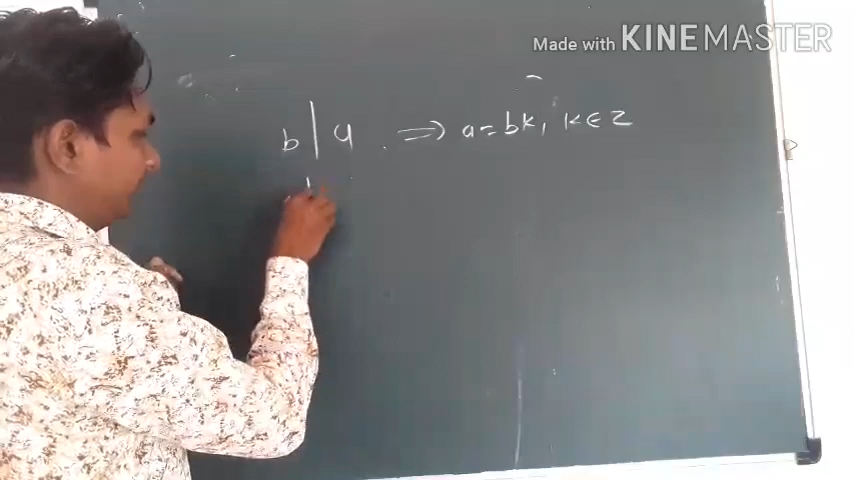 Made with KINEMASTER
b | a . ⇒ a = bk, k ∈ Z